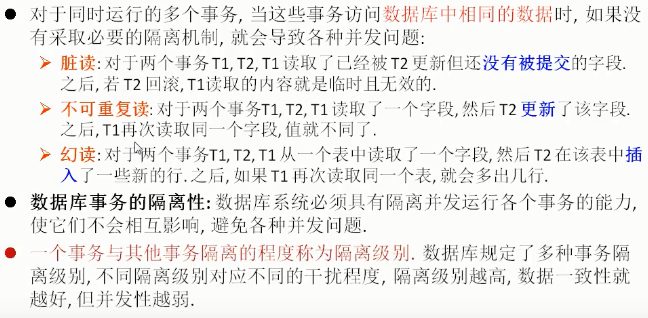 ● 对于同时运行的多个事务, 当这些事务访问数据库中相同的数据时, 如果没
有采取必要的隔离机制, 就会导致各种并发问题:
➢ 脏读: 对于两个事务T1, T2, T1 读取了已经被 T2 更新但还没有被提交的字段.
之后, 若 T2 回滚, T1读取的内容就是临时且无效的.
➢ 不可重复读: 对于两个事务T1, T2, T1 读取了一个字段, 然后 T2 更新了该字段.
之后, T1再次读取同一个字段, 值就不同了.
➢ 幻读: 对于两个事务T1, T2, T1 从一个表中读取了一个字段, 然后 T2 在该表中插
入了一些新的行. 之后, 如果 T1 再次读取同一个表, 就会多出几行.
● 数据库事务的隔离性: 数据库系统必须具有隔离并发运行各个事务的能力,
使它们不会相互影响, 避免各种并发问题.
● 一个事务与其他事务隔离的程度称为隔离级别. 数据库规定了多种事务隔
离级别, 不同隔离级别对应不同的干扰程度, 隔离级别越高, 数据一致性就
越好, 但并发性越弱.